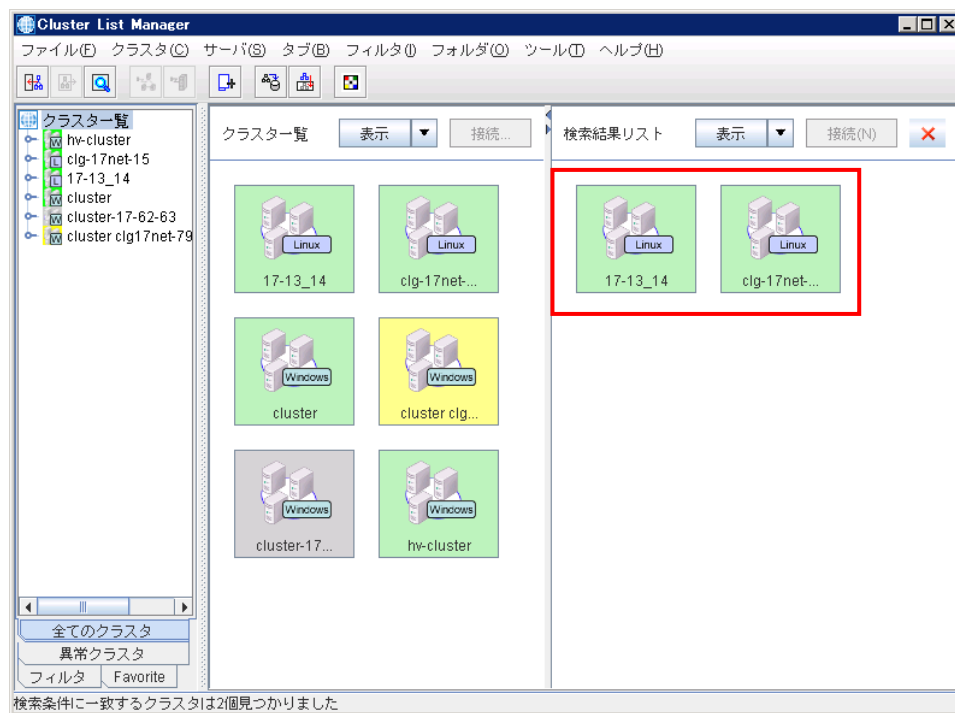 Cluster List Manager
ファイル(F) クラスタ(C) サーバ(S) タブ(B) フィルタ(I) フォルダ(O) ツール(T) ヘルプ(H)
クラスタ一覧
hv-cluster
clg-17net-15
17-13_14
cluster
cluster-17-62-63
cluster clg17net-79
全てのクラスタ
異常クラスタ
フィルタ Favorite
クラスタ一覧 表示 接続...
Linux Linux
17-13_14 clg-17net-...
Windows Windows
cluster cluster clg...
Windows Windows
cluster-17... hv-cluster
検索結果リスト 表示 接続(N)
Linux Linux
17-13_14 clg-17net-...
検索条件に一致するクラスタは2個見つかりました